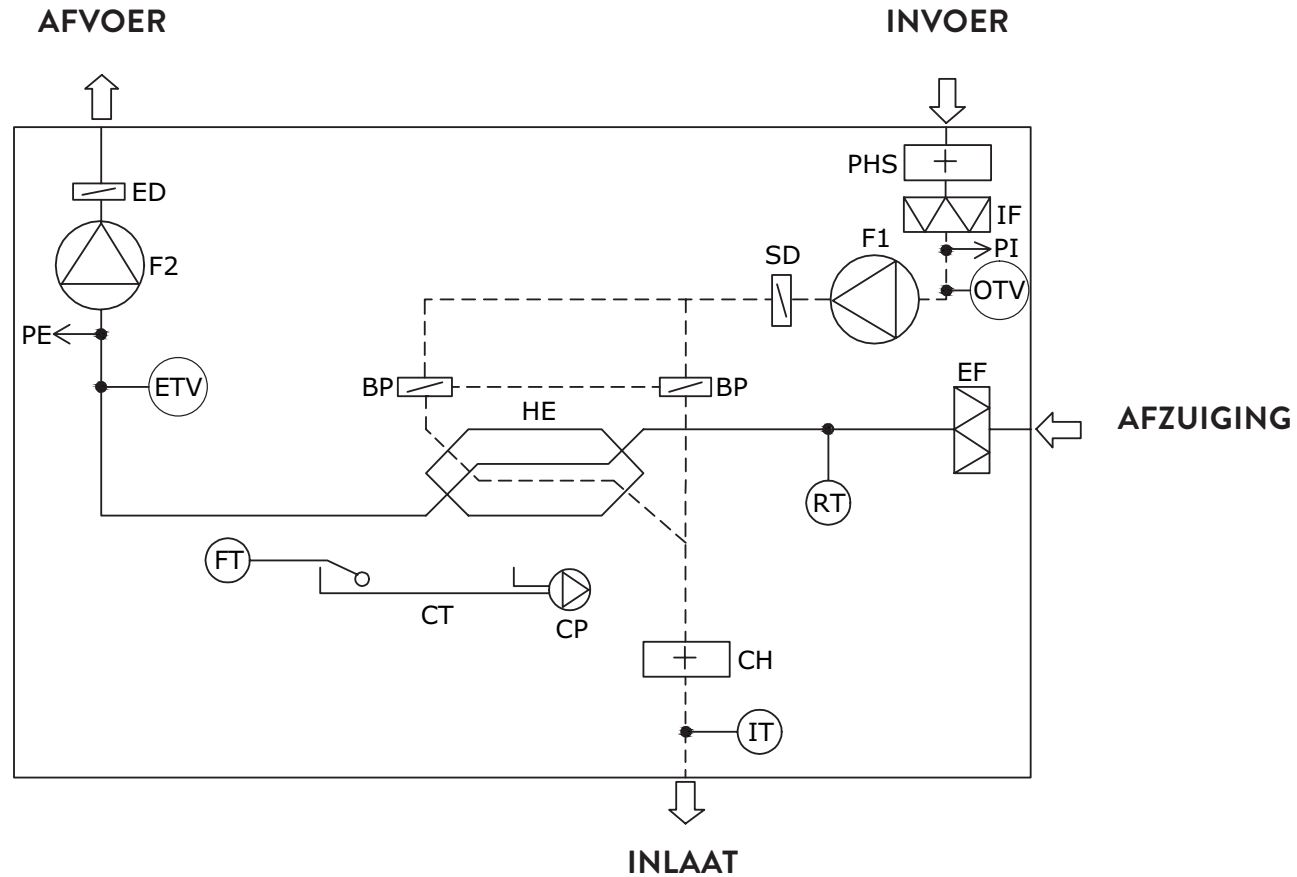 AFVOER
INVOER
PHS
ED
IF
F1
PI
SD
F2
OTV
PE
EF
ETV
BP
BP
HE
AFZUIGING
RT
FT
CT
CP
CH
IT
INLAAT